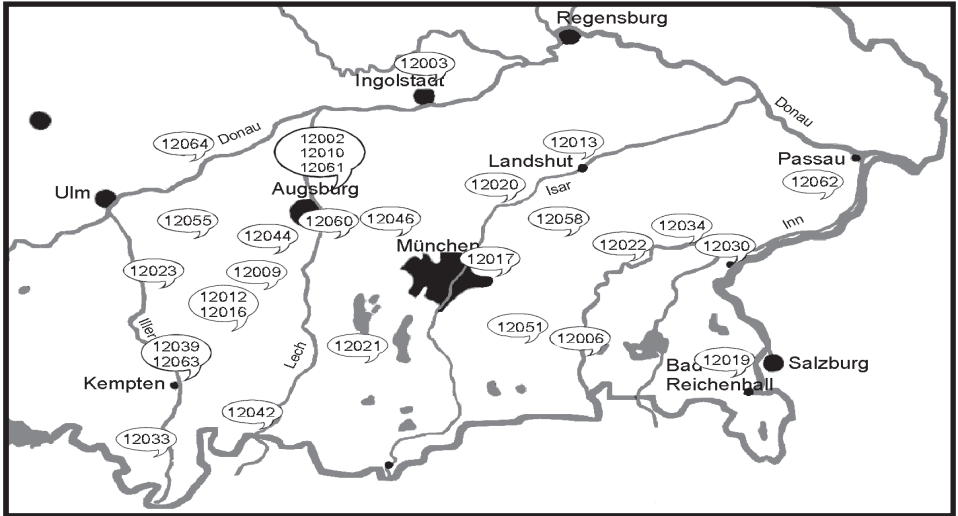 Regensburg
12003
Ingolstadt
12064
Donau
12002
12010
12061
Augsburg
12013
Landshut
Isar
Donau
Passau
12062
Ulm
12020
12055
12060
12046
12044
12058
12034
Inn
München
12022
12030
12017
12023
12009
12012
12016
Iller
12051
12006
12039
12063
Lech
12021
Kempten
Bad
12019
Reichenhall
Salzburg
12042
12033